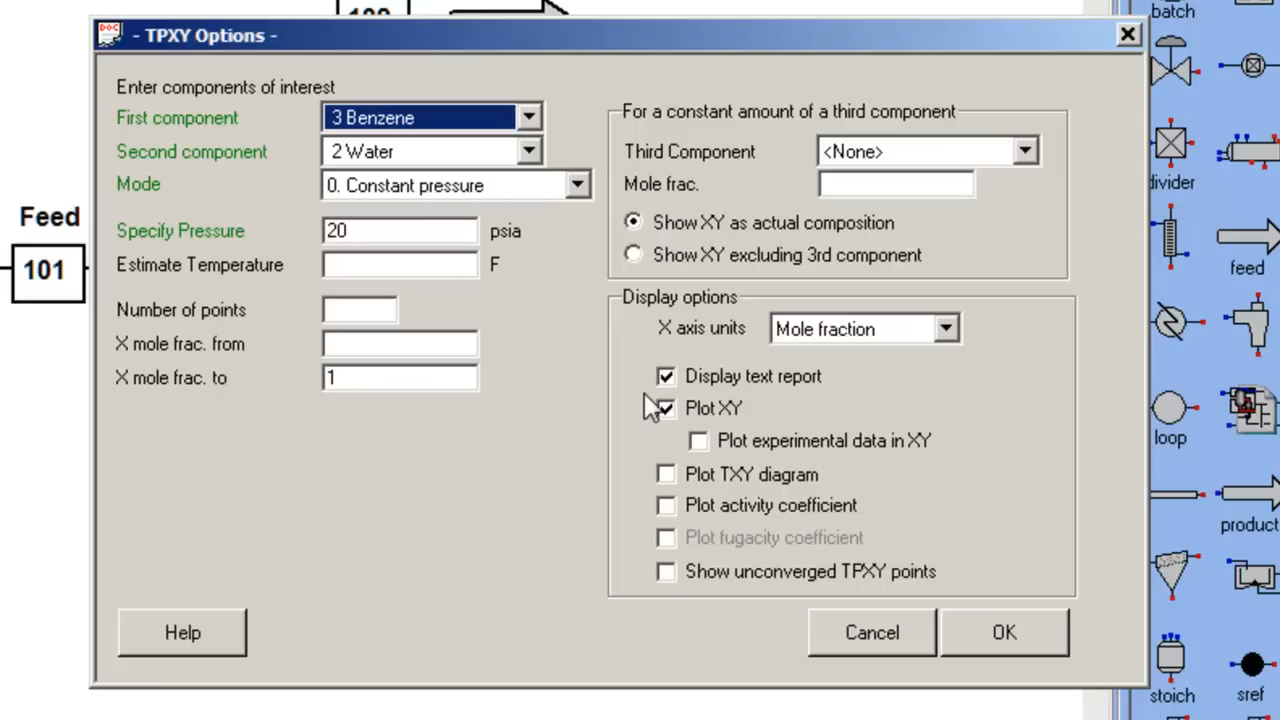 batch
- TPXY Options -
Enter components of interest
First component 3 Benzene
Second component 2 Water
Mode 0. Constant pressure
Specify Pressure 20 psia
Estimate Temperature F
Number of points
X mole frac. from
X mole frac. to 1
For a constant amount of a third component
Third Component <None>
Mole frac.
Show XY as actual composition
Show XY excluding 3rd component
Display options
X axis units Mole fraction
Display text report
Plot XY
Plot experimental data in XY
Plot TXY diagram
Plot activity coefficient
Plot fugacity coefficient
Show unconverged TPXY points
Help
Cancel
OK
Feed
101
divider
feed
loop
product
stoich
sref